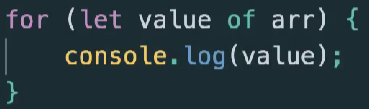 for (let value of arr) {
    console.log(value);
}